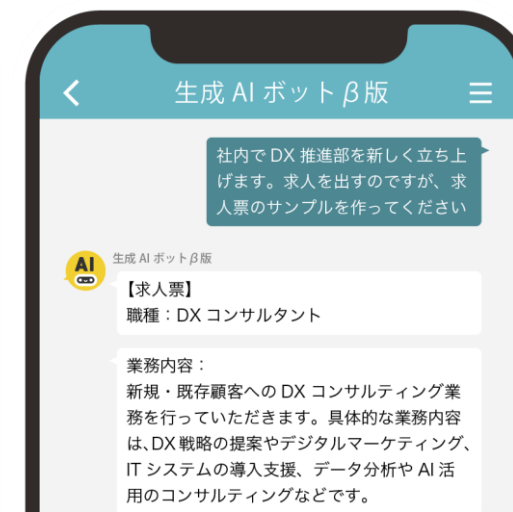 生成 AI ボットβ版
社内で DX 推進部を新しく立ち上
げます。求人を出すのですが、求
人票のサンプルを作ってください
AI
生成 AI ボットβ版
【求人票】
職種：DX コンサルタント
業務内容：
新規・既存顧客への DX コンサルティング業
務を行っていただきます。具体的な業務内容
は、DX 戦略の提案やデジタルマーケティング、
IT システムの導入支援、データ分析や AI 活
用のコンサルティングなどです。